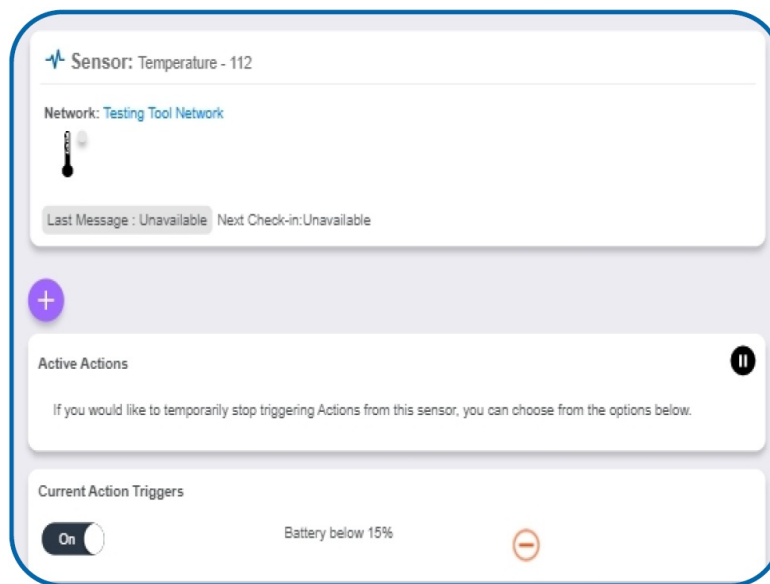 Sensor: Temperature - 112
Network: Testing Tool Network
Last Message : Unavailable Next Check-in:Unavailable
Active Actions
If you would like to temporarily stop triggering Actions from this sensor, you can choose from the options below.
Current Action Triggers
On Battery below 15%